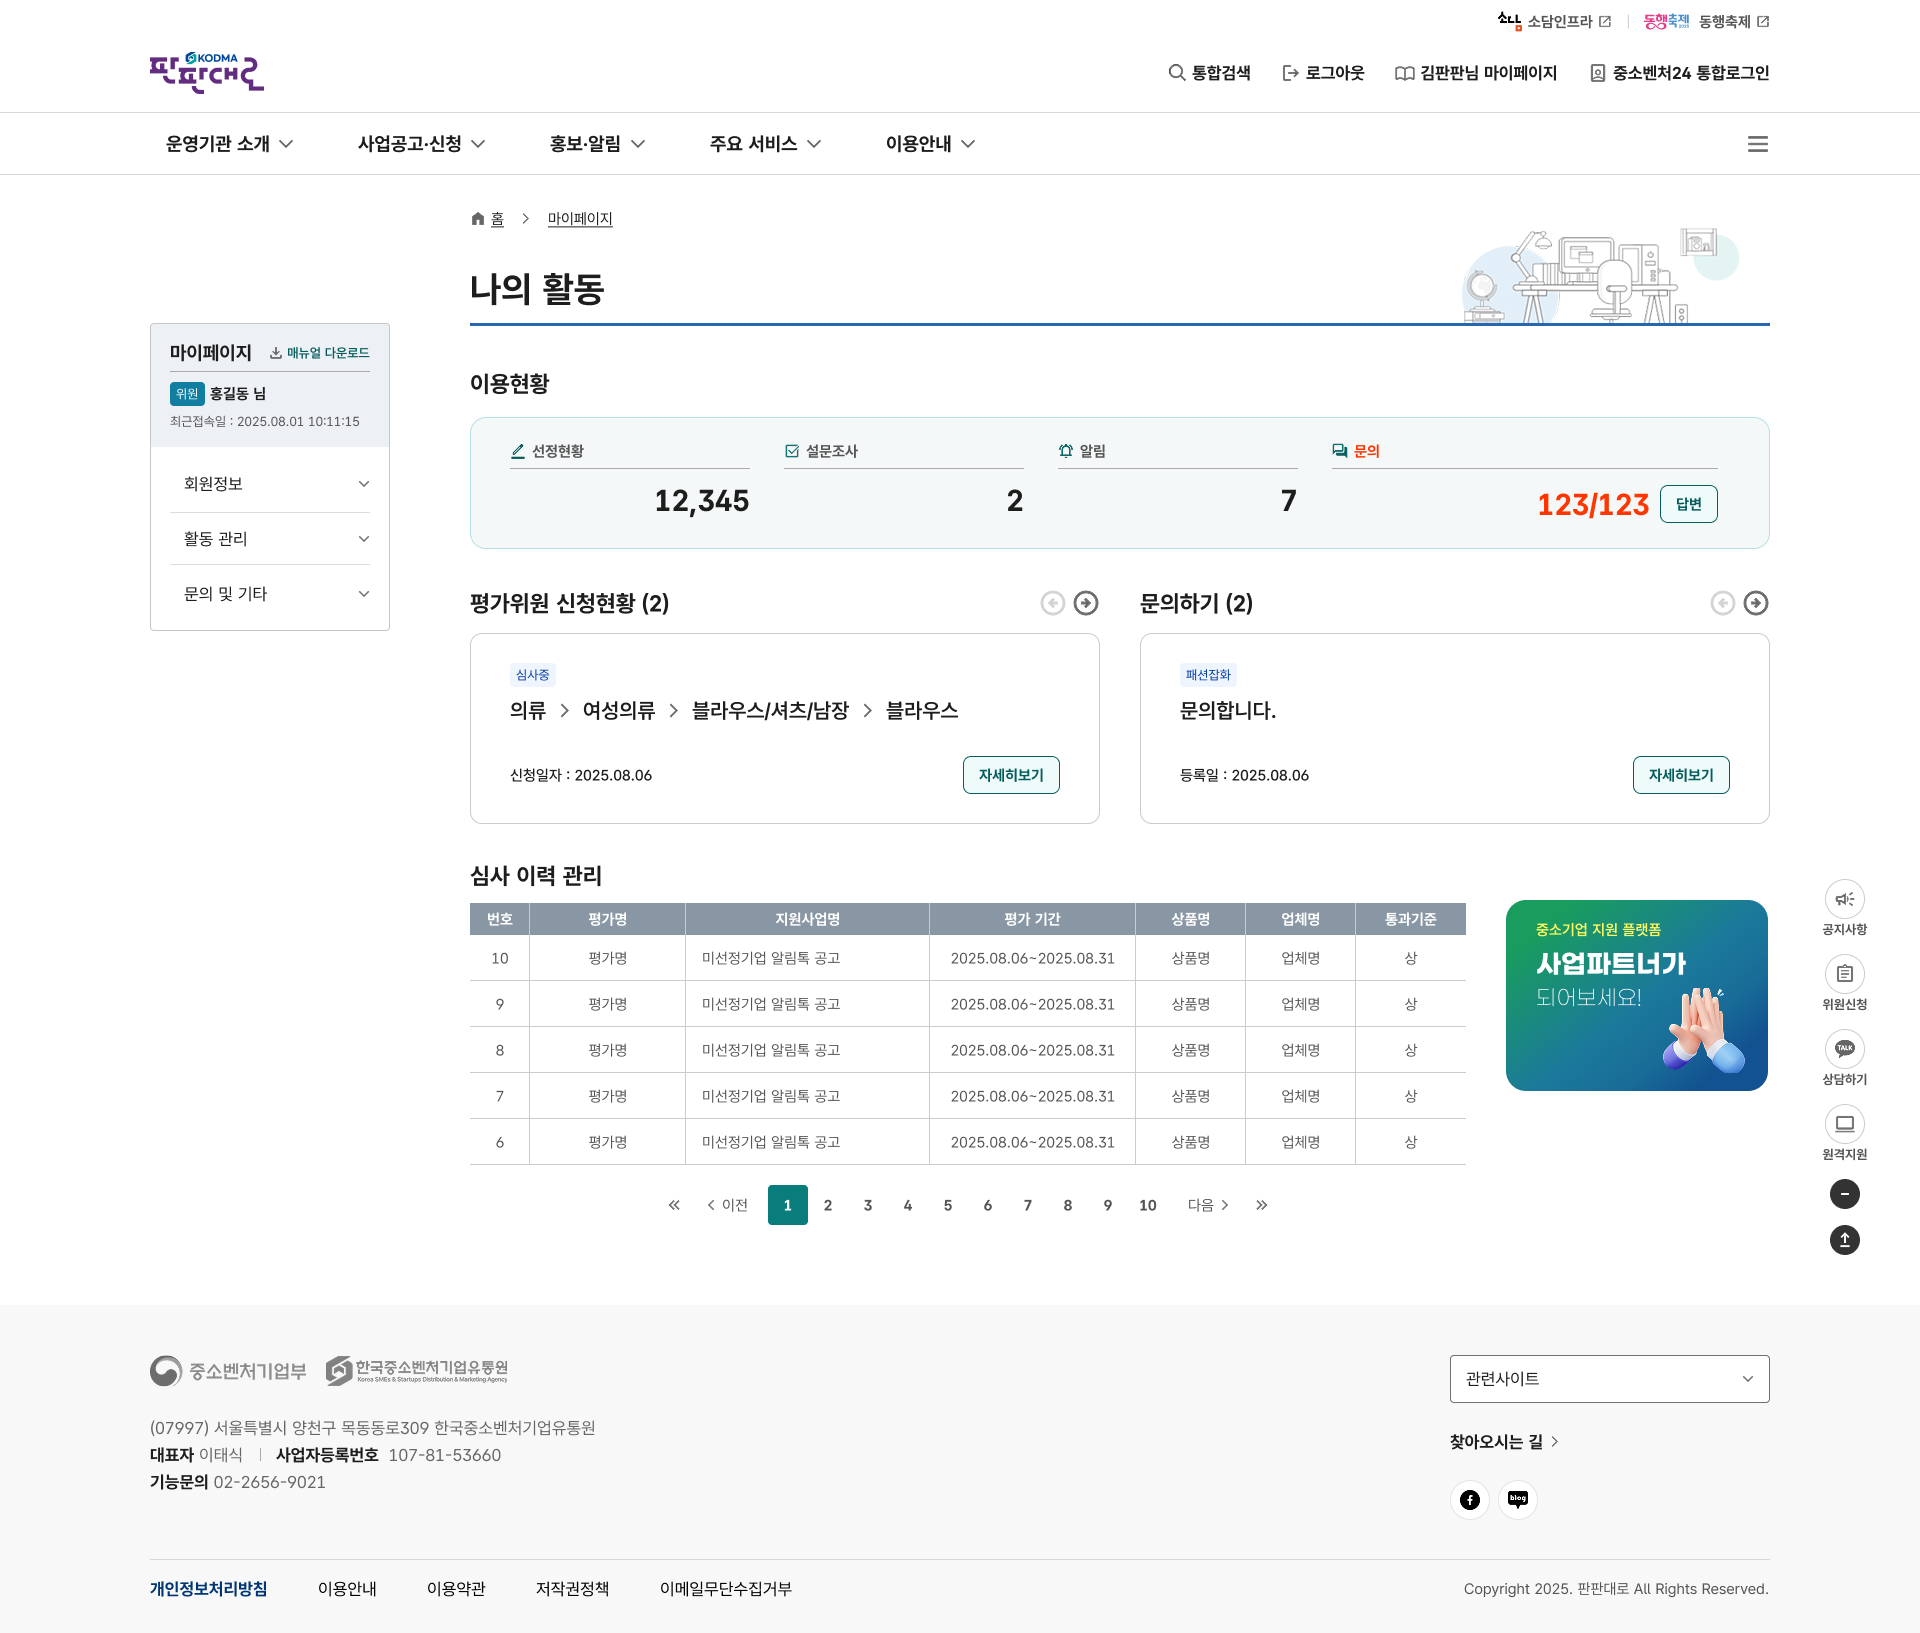 소담 소담인프라
동행축제 2025 동행축제
KODMA
판판대로
통합검색
로그아웃
김판판님 마이페이지
중소벤처24 통합로그인
운영기관 소개
사업공고·신청
홍보·알림
주요 서비스
이용안내
홈 마이페이지
나의 활동
마이페이지 매뉴얼 다운로드
위원 홍길동 님
최근접속일 : 2025.08.01 10:11:15
회원정보
활동 관리
문의 및 기타
이용현황
선정현황
12,345
설문조사
2
알림
7
문의
123/123 답변
평가위원 신청현황 (2)
심사중
의류 여성의류 블라우스/셔츠/남장 블라우스
신청일자 : 2025.08.06 자세히보기
문의하기 (2)
패션잡화
문의합니다.
등록일 : 2025.08.06 자세히보기
심사 이력 관리
번호 평가명 지원사업명 평가 기간 상품명 업체명 통과기준
10 평가명 미선정기업 알림톡 공고 2025.08.06~2025.08.31 상품명 업체명 상
9 평가명 미선정기업 알림톡 공고 2025.08.06~2025.08.31 상품명 업체명 상
8 평가명 미선정기업 알림톡 공고 2025.08.06~2025.08.31 상품명 업체명 상
7 평가명 미선정기업 알림톡 공고 2025.08.06~2025.08.31 상품명 업체명 상
6 평가명 미선정기업 알림톡 공고 2025.08.06~2025.08.31 상품명 업체명 상
이전 1 2 3 4 5 6 7 8 9 10 다음
중소기업 지원 플랫폼
사업파트너가
되어보세요!
공지사항
위원신청
TALK
상담하기
원격지원
중소벤처기업부
한국중소벤처기업유통원
Korea SMEs & Startups Distribution & Marketing Agency
(07997) 서울특별시 양천구 목동동로309 한국중소벤처기업유통원
대표자 이태식 사업자등록번호 107-81-53660
기능문의 02-2656-9021
관련사이트
찾아오시는 길
blog
개인정보처리방침 이용안내 이용약관 저작권정책 이메일무단수집거부
Copyright 2025. 판판대로 All Rights Reserved.